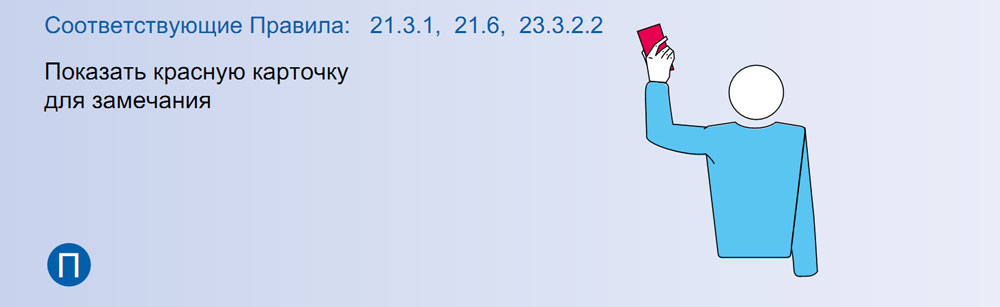 Соответствующие Правила: 21.3.1, 21.6, 23.3.2.2
Показать красную карточку
для замечания
П